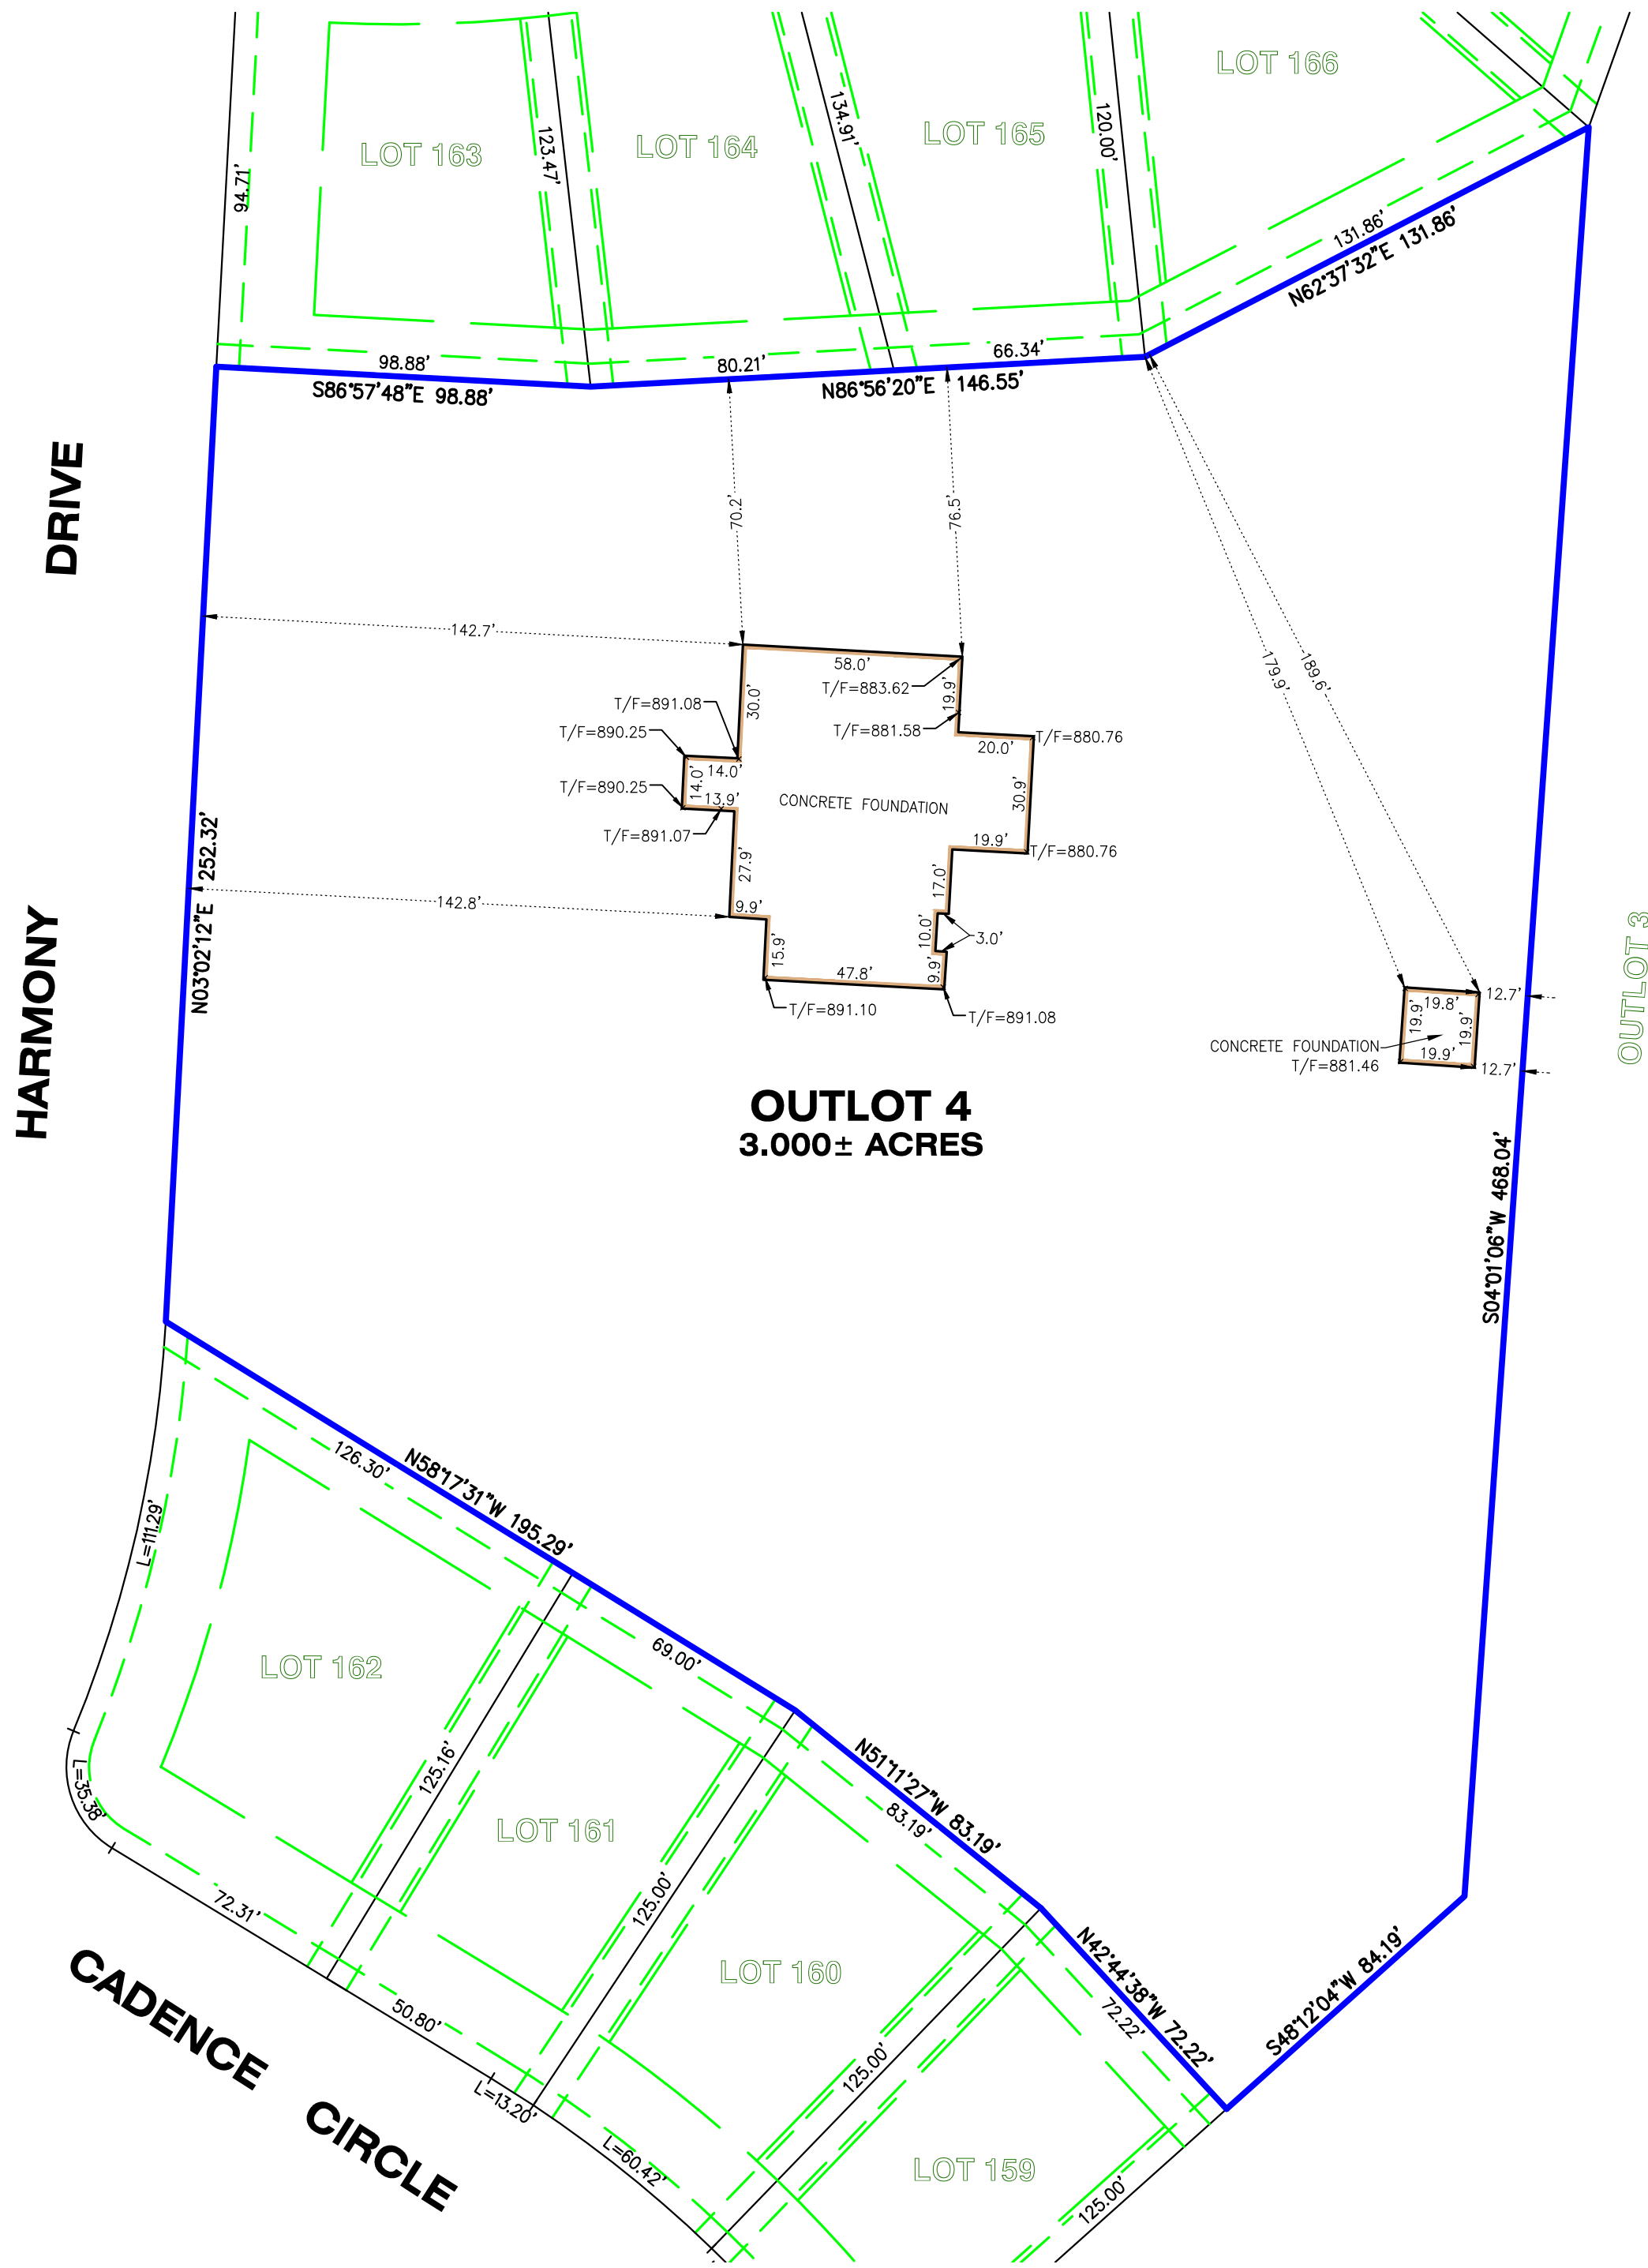 LOT 166
LOT 165
LOT 164
LOT 163
94.71'
123.47'
134.91'
120.00'
131.86'
N62°37'32"E 131.86'
98.88'
S86°57'48"E 98.88'
80.21'
66.34'
N86°56'20"E 146.55'
DRIVE
HARMONY
70.2'
76.5'
142.7'
179.9'
189.6'
58.0'
T/F=883.62
30.0'
19.9'
T/F=891.08
T/F=881.58
T/F=890.25
20.0'
T/F=880.76
14.0'
14.0'
T/F=890.25
13.9'
CONCRETE FOUNDATION
30.9'
T/F=891.07
19.9'
T/F=880.76
27.9'
17.0'
N03°02'12"E 252.32'
142.8'
9.9'
10.0'
3.0'
15.9'
47.8'
9.9'
T/F=891.10
T/F=891.08
19.8'
19.9'
19.9'
12.7'
CONCRETE FOUNDATION
T/F=881.46
19.9'
12.7'
OUTLOT 3
OUTLOT 4
3.000± ACRES
S04°01'06"W 468.04'
126.30'
N58°17'31"W 195.29'
L=111.29'
LOT 162
69.00'
125.16'
L=35.38'
LOT 161
N51°11'27"W 83.19'
83.19'
72.31'
125.00'
LOT 160
N42°44'38"W 72.22'
72.22'
S48°12'04"W 84.19'
CADENCE CIRCLE
50.80'
L=13.20'
125.00'
L=60.42'
LOT 159
125.00'